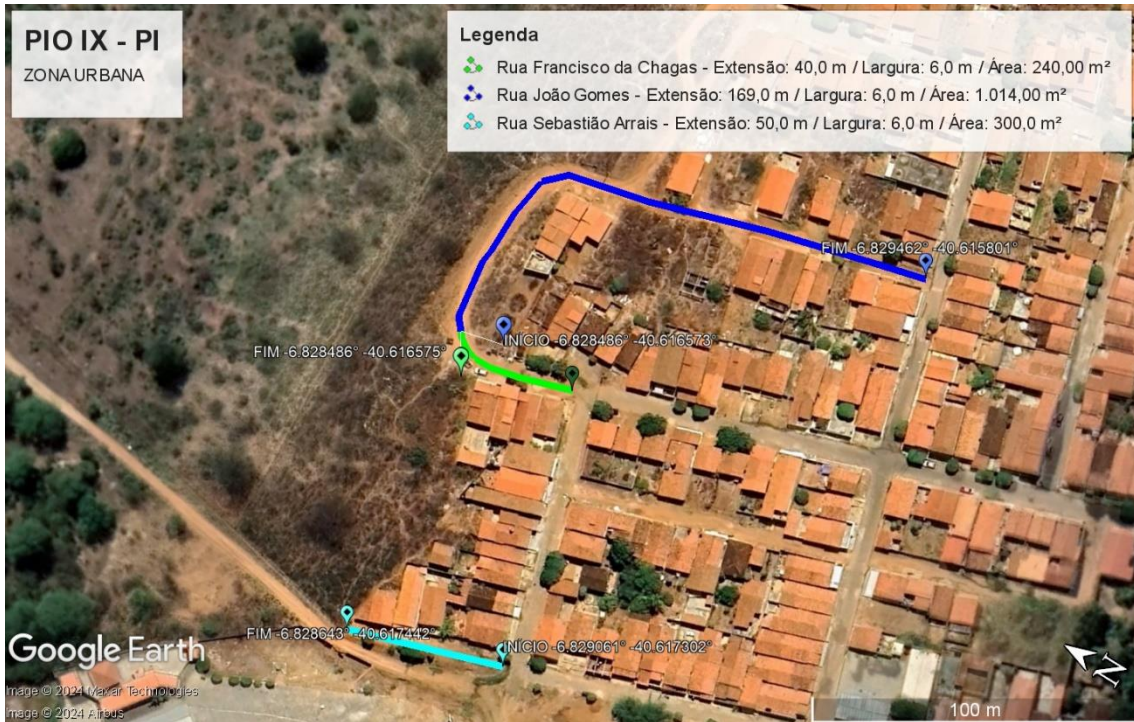 PIO IX - PI
ZONA URBANA
Legenda
Rua Francisco da Chagas - Extensão: 40,0 m / Largura: 6,0 m / Área: 240,00 m²
Rua João Gomes - Extensão: 169,0 m / Largura: 6,0 m / Área: 1.014,00 m²
Rua Sebastião Arrais - Extensão: 50,0 m / Largura: 6,0 m / Área: 300,0 m²
FIM -6.829462° -40.615801°
FIM -6.828486° -40.616575°
INÍCIO -6.828486° -40.616573°
FIM -6.828643° -40.617442°
INÍCIO -6.829061° -40.617302°
Google Earth
Image © 2024 Maxar Technologies
Image © 2024 Airbus
N
100 m